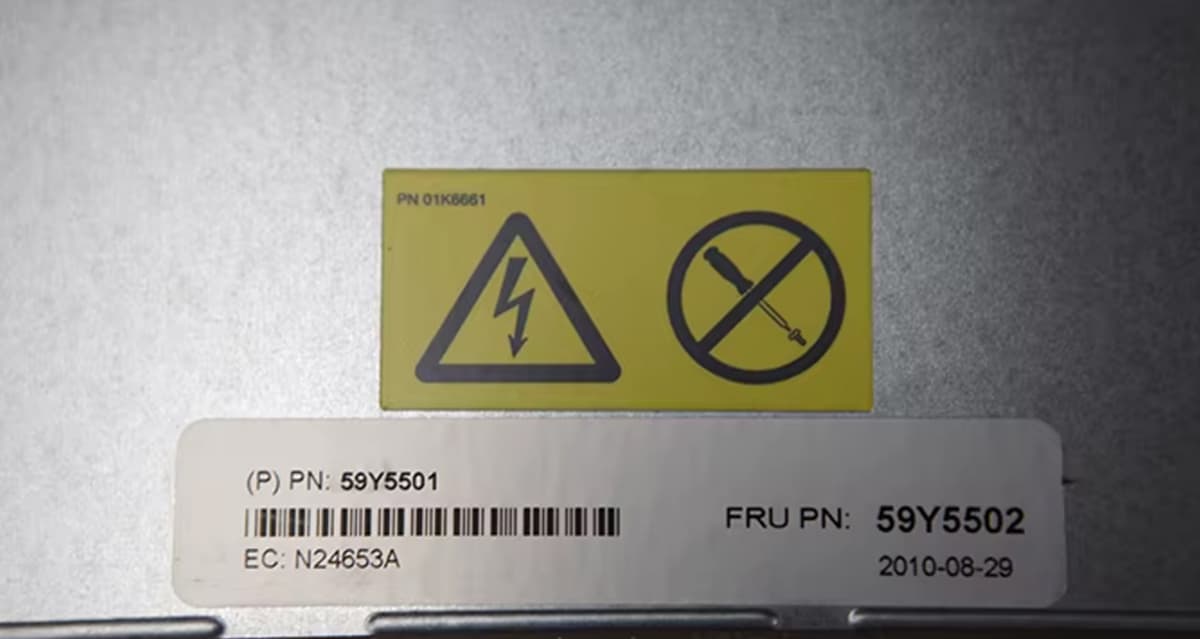 PN 01K6661
(P) PN: 59Y5501
EC: N24653A
FRU PN: 59Y5502
2010-08-29